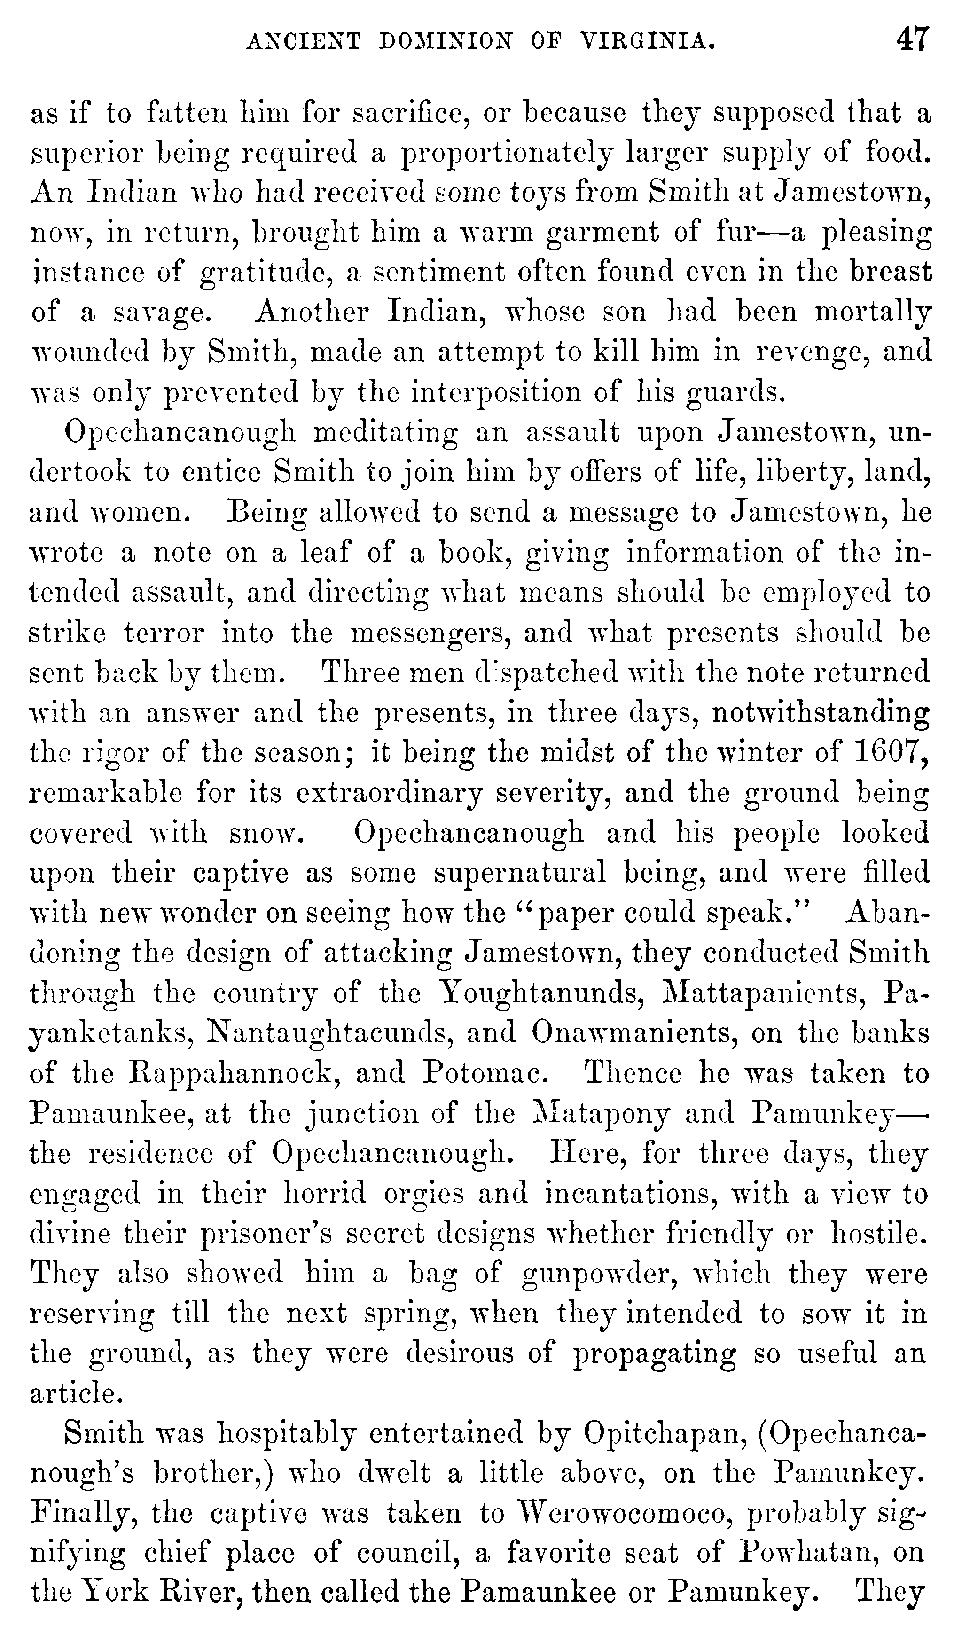 ANCIENT DOMINION OF VIRGINIA. 47
as if to fatten him for sacrifice, or because they supposed that a
superior being required a proportionately larger supply of food.
An Indian who had received some toys from Smith at Jamestown,
now, in return, brought him a warm garment of fur—a pleasing
instance of gratitude, a sentiment often found even in the breast
of a savage. Another Indian, whose son had been mortally
wounded by Smith, made an attempt to kill him in revenge, and
was only prevented by the interposition of his guards.
Opechancanough meditating an assault upon Jamestown, un-
dertook to entice Smith to join him by offers of life, liberty, land,
and women. Being allowed to send a message to Jamestown, he
wrote a note on a leaf of a book, giving information of the in-
tended assault, and directing what means should be employed to
strike terror into the messengers, and what presents should be
sent back by them. Three men dispatched with the note returned
with an answer and the presents, in three days, notwithstanding
the rigor of the season; it being the midst of the winter of 1607,
remarkable for its extraordinary severity, and the ground being
covered with snow. Opechancanough and his people looked
upon their captive as some supernatural being, and were filled
with new wonder on seeing how the "paper could speak." Aban-
doning the design of attacking Jamestown, they conducted Smith
through the country of the Youghtanunds, Mattapanients, Pa-
yanketanks, Nantaughtacunds, and Onawmanients, on the banks
of the Rappahannock, and Potomac. Thence he was taken to
Pamaunkee, at the junction of the Matapony and Pamunkey—
the residence of Opechancanough. Here, for three days, they
engaged in their horrid orgies and incantations, with a view to
divine their prisoner's secret designs whether friendly or hostile.
They also showed him a bag of gunpowder, which they were
reserving till the next spring, when they intended to sow it in
the ground, as they were desirous of propagating so useful an
article.
Smith was hospitably entertained by Opitchapan, (Opechanca-
nough's brother,) who dwelt a little above, on the Pamunkey.
Finally, the captive was taken to Werowocomoco, probably sig-
nifying chief place of council, a favorite seat of Powhatan, on
the York River, then called the Pamaunkee or Pamunkey. They